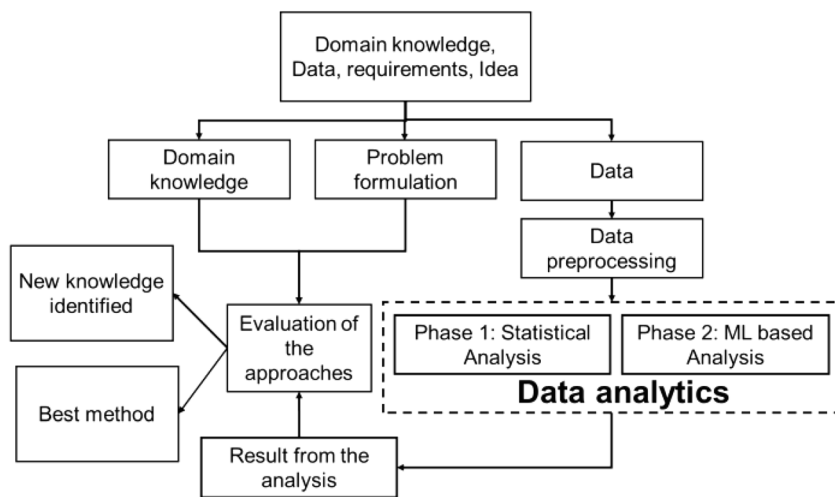 Domain knowledge,
Data, requirements, Idea
Domain
knowledge
Problem
formulation
Data
Data
preprocessing
New knowledge
identified
Evaluation of
the
approaches
Phase 1: Statistical
Analysis
Phase 2: ML based
Analysis
Data analytics
Best method
Result from the
analysis